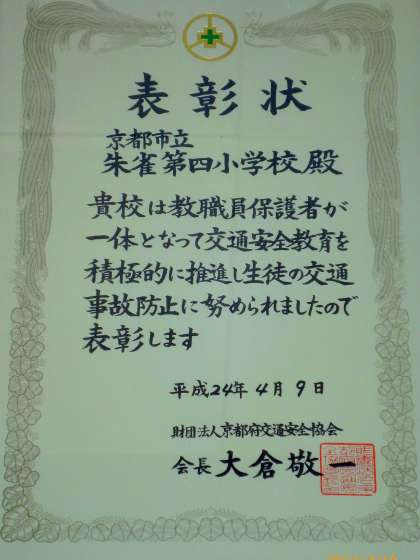 表彰状
京都市立
朱雀第四小学校殿
貴校は教職員保護者が
一体となって交通安全教育を
積極的に推進し生徒の交通
事故防止に努められましたので
表彰します
平成24年4月9日
財団法人京都府交通安全協会
会長 大倉敬一